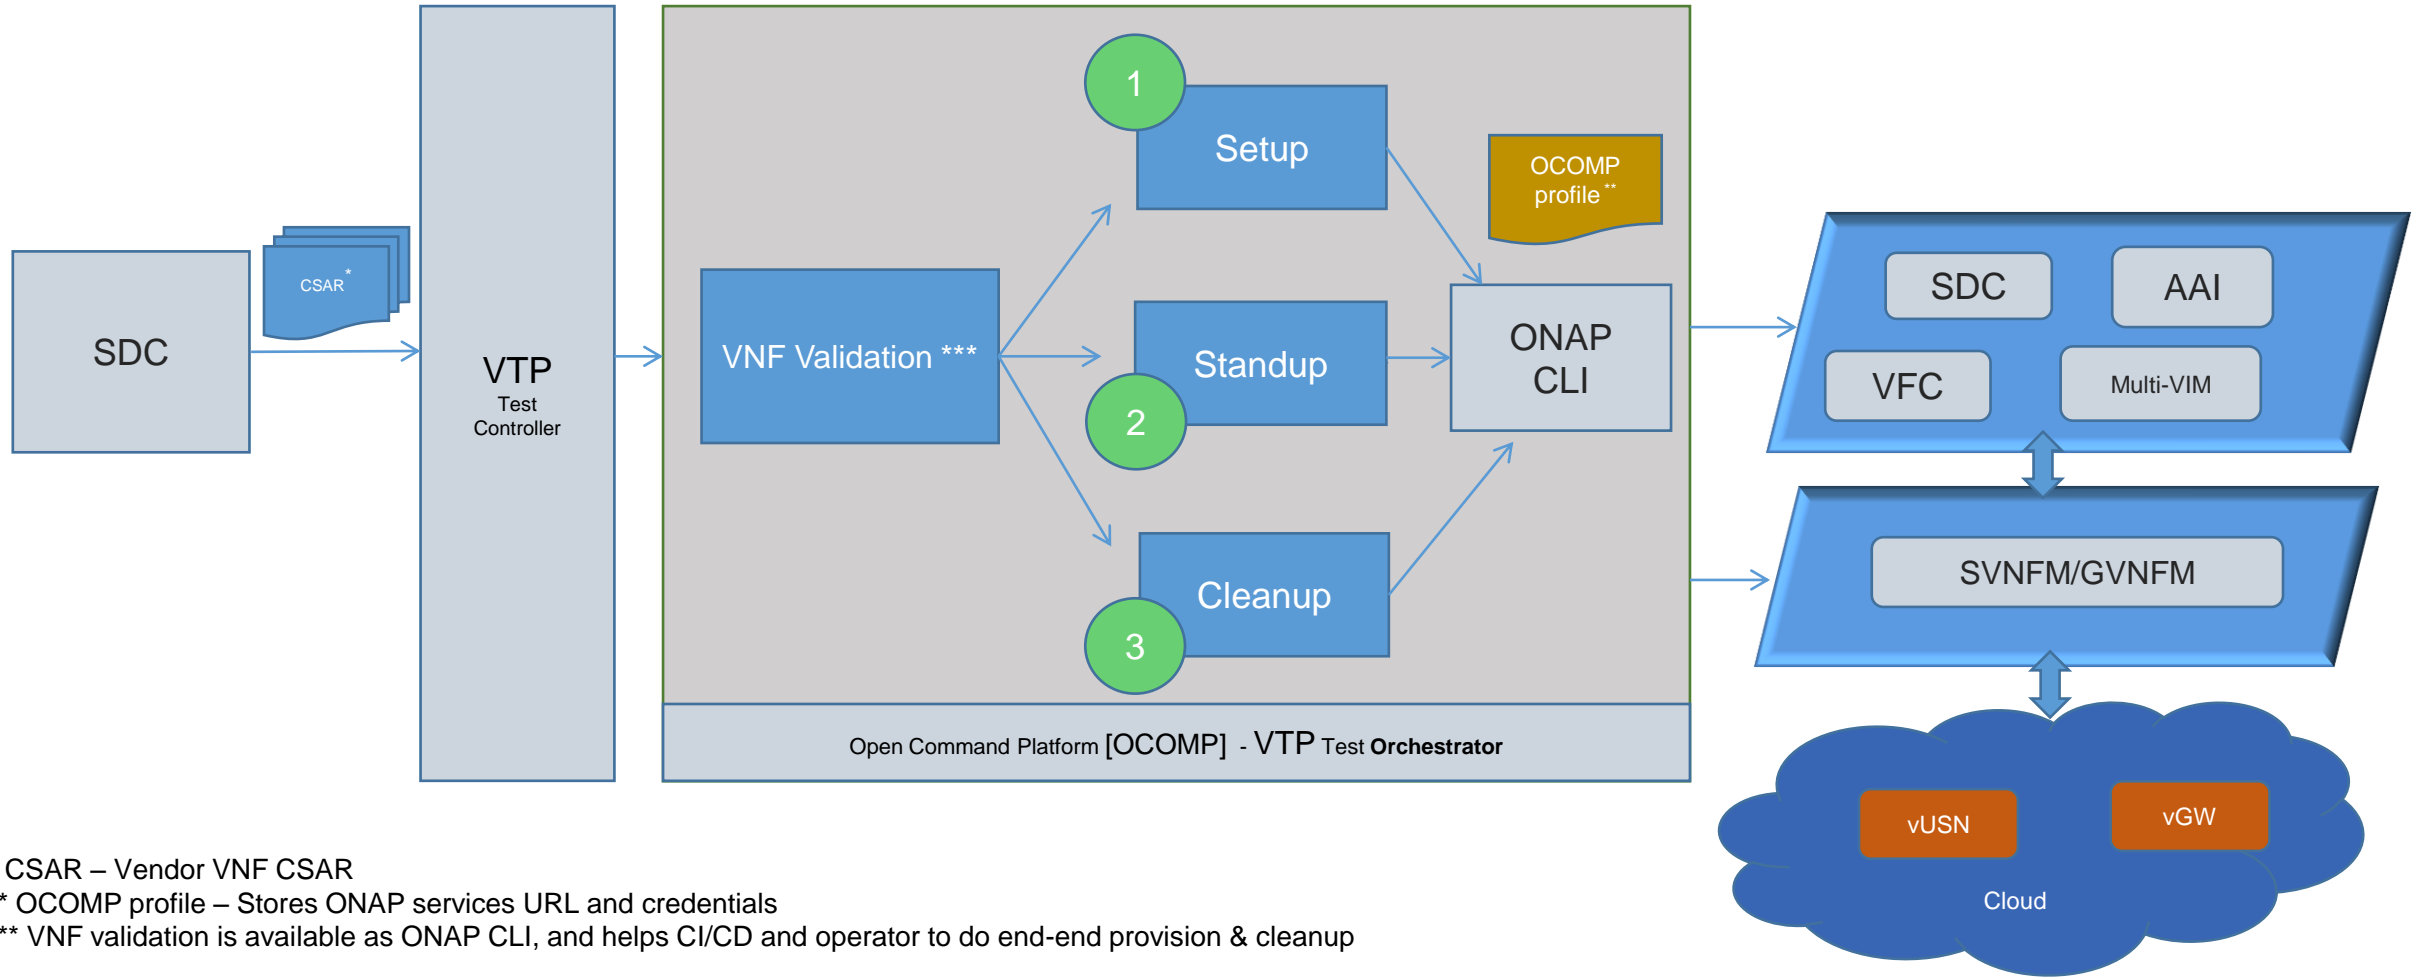 SDC
CSAR*
VTP
Test
Controller
VNF Validation ***
1
Setup
Standup
2
Cleanup
3
OCOMP
profile **
ONAP
CLI
Open Command Platform [OCOMP] - VTP Test Orchestrator
SDC
AAI
VFC
Multi-VIM
SVNFM/GVNFM
vUSN
vGW
Cloud
CSAR – Vendor VNF CSAR
* OCOMP profile – Stores ONAP services URL and credentials
** VNF validation is available as ONAP CLI, and helps CI/CD and operator to do end-end provision & cleanup